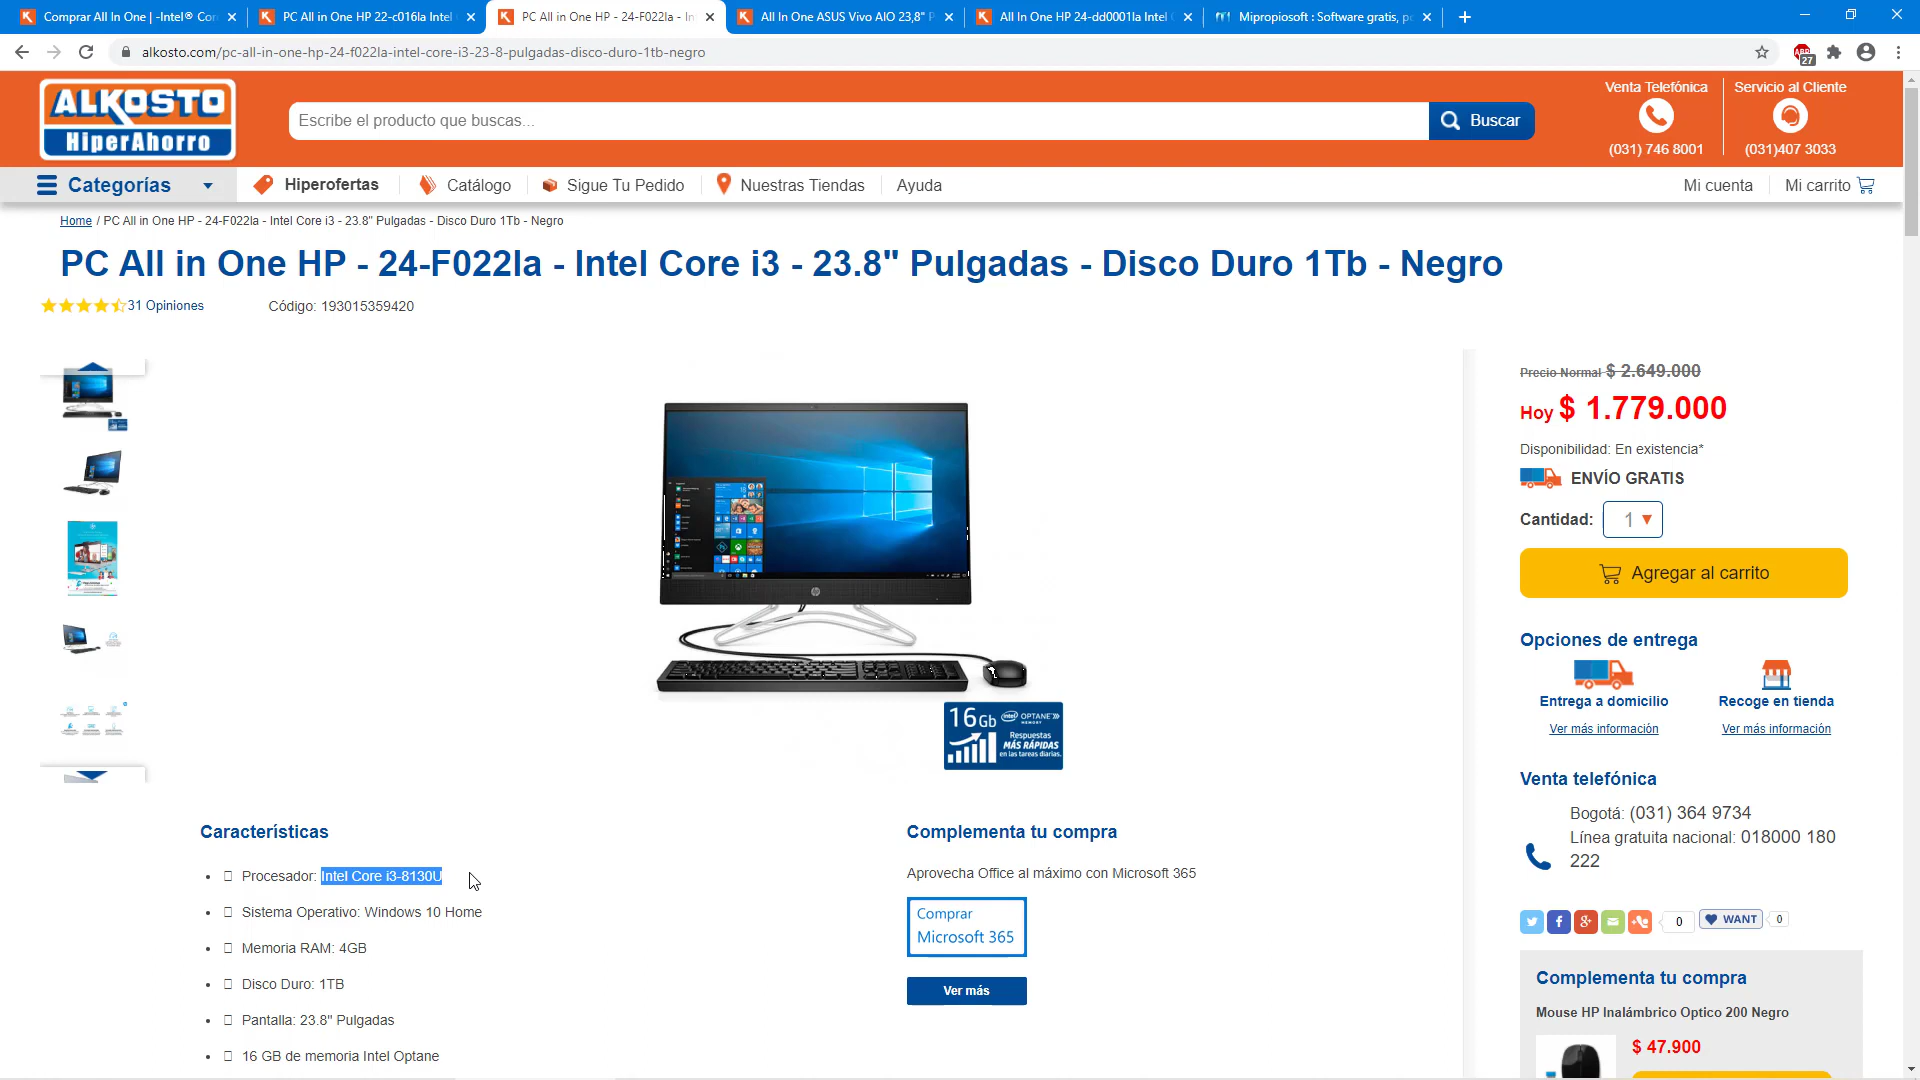 Comprar All In One | -Intel® Cor
PC All in One HP 22-c016la Intel
PC All in One HP - 24-F022la - In
All In One ASUS Vivo AIO 23,8" P
All In One HP 24-dd0001la Intel
Mipropiosoft : Software gratis, p
alkosto.com/pc-all-in-one-hp-24-f022la-intel-core-i3-23-8-pulgadas-disco-duro-1tb-negro
ABP
27
ALKOSTO
HiperAhorro
Escribe el producto que buscas...
Buscar
Venta Telefónica
(031) 746 8001
Servicio al Cliente
(031)407 3033
Categorías
Hiperofertas
Catálogo
Sigue Tu Pedido
Nuestras Tiendas
Ayuda
Mi cuenta
Mi carrito
Home / PC All in One HP - 24-F022la - Intel Core i3 - 23.8" Pulgadas - Disco Duro 1Tb - Negro
PC All in One HP - 24-F022la - Intel Core i3 - 23.8" Pulgadas - Disco Duro 1Tb - Negro
31 Opiniones
Código: 193015359420
hp
16Gb intel OPTANE
MEMORY
Respuestas
MÁS RÁPIDAS
en las tareas diarias.
Precio Normal $ 2.649.000
Hoy $ 1.779.000
Disponibilidad: En existencia*
ENVÍO GRATIS
Cantidad: 1
Agregar al carrito
Opciones de entrega
Entrega a domicilio
Ver más información
Recoge en tienda
Ver más información
Venta telefónica
Bogotá: (031) 364 9734
Línea gratuita nacional: 018000 180
222
0
WANT
0
Complementa tu compra
Mouse HP Inalámbrico Optico 200 Negro
$ 47.900
Características
Procesador: Intel Core i3-8130U
Sistema Operativo: Windows 10 Home
Memoria RAM: 4GB
Disco Duro: 1TB
Pantalla: 23.8" Pulgadas
16 GB de memoria Intel Optane
Complementa tu compra
Aprovecha Office al máximo con Microsoft 365
Comprar
Microsoft 365
Ver más